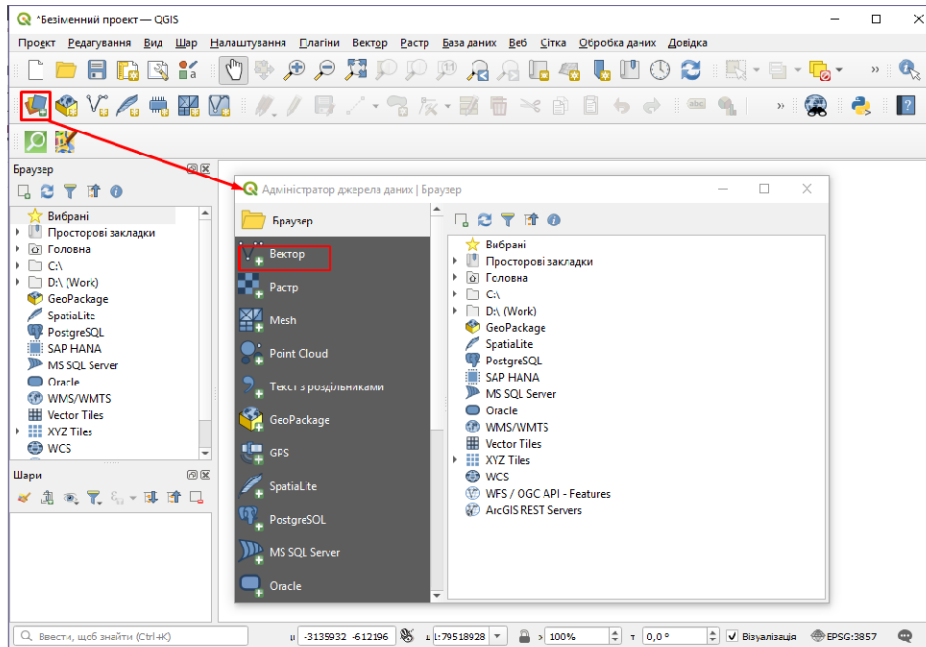 *Безіменний проект — QGIS
Проєкт Редагування Вид Шар Налаштування Плагіни Вектор Растр База даних Веб Сітка Обробка даних Довідка
Браузер
Вибрані
Просторові закладки
Головна
C:\
D:\ (Work)
GeoPackage
SpatiaLite
PostgreSQL
SAP HANA
MS SQL Server
Oracle
WMS/WMTS
Vector Tiles
XYZ Tiles
WCS
Шари
Адміністратор джерела даних | Браузер
Браузер
Вектор
Растр
Mesh
Point Cloud
Текст з роздільниками
GeoPackage
GPS
SpatiaLite
PostgreSQL
MS SQL Server
Oracle
Вибрані
Просторові закладки
Головна
C:\
D:\ (Work)
GeoPackage
SpatiaLite
PostgreSQL
SAP HANA
MS SQL Server
Oracle
WMS/WMTS
Vector Tiles
XYZ Tiles
WCS
WFS / OGC API - Features
ArcGIS REST Servers
Ввести, щоб знайти (Ctrl+K) -3135932 -612196 1:79518928 100% 0,0 ° Візуалізація EPSG:3857